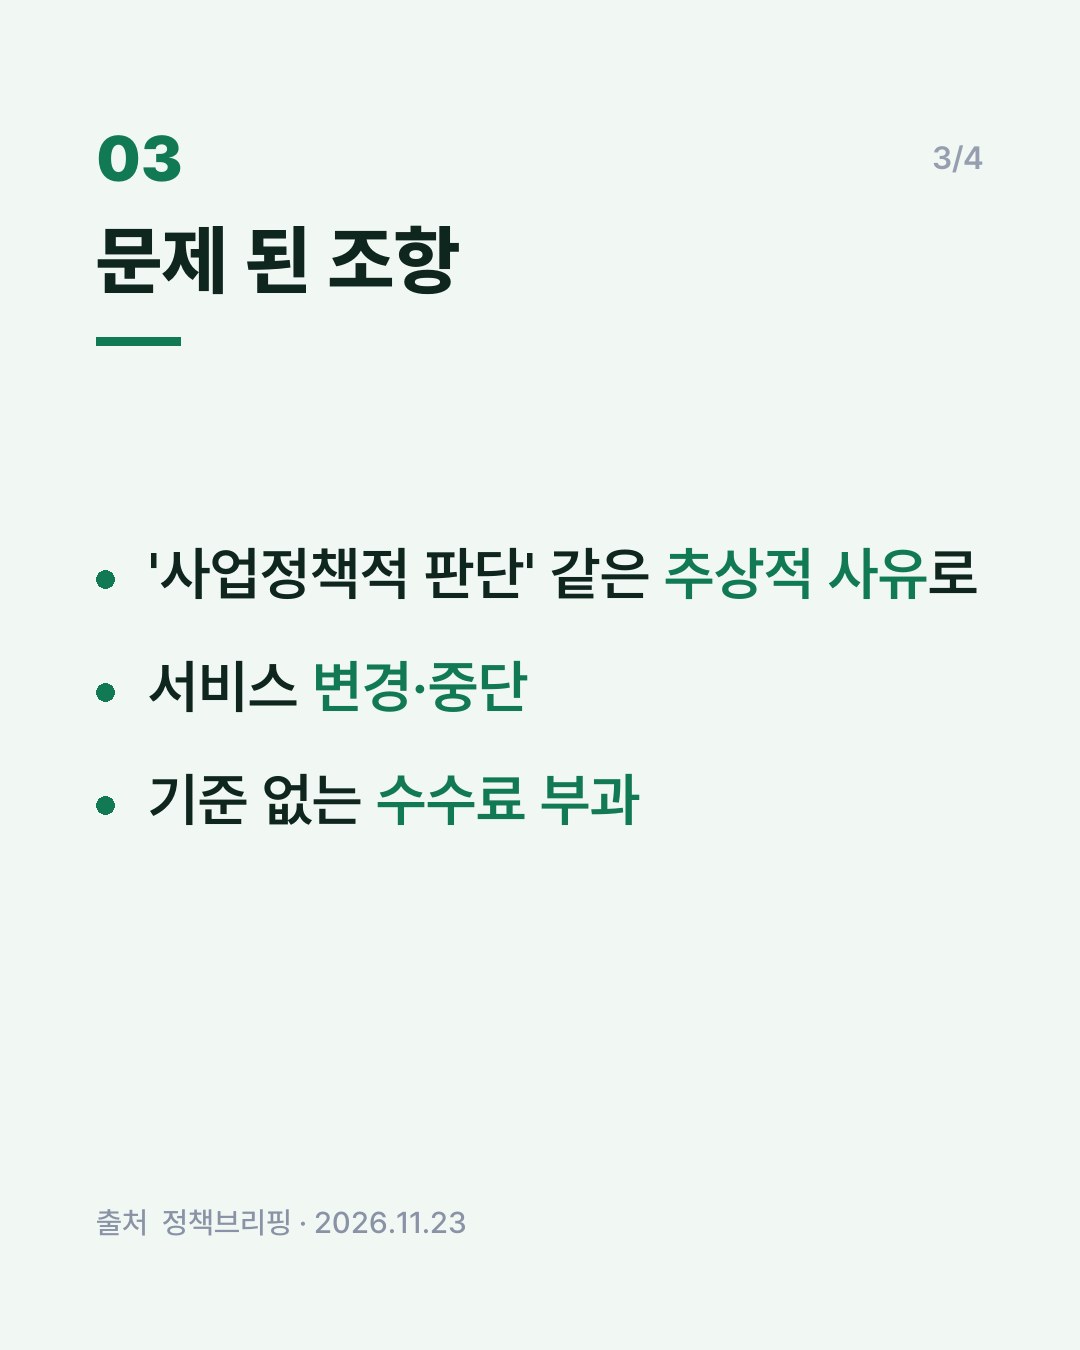 03
3/4
문제 된 조항
'사업정책적 판단' 같은 추상적 사유로
서비스 변경·중단
기준 없는 수수료 부과
출처 정책브리핑 · 2026.11.23